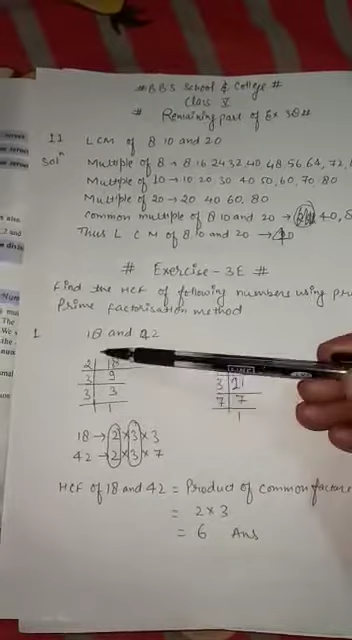 # BBS School & College #
Class V
# Remaining part of Ex 3D #
11 LCM of 8 10 and 20
Solⁿ Multiple of 8 → 8 16 24 32, 40, 48, 56, 64, 72,
Multiple of 10 → 10 20 30 40 50, 60, 70, 80
Multiple of 20 → 20 40 60, 80
Common multiple of 8, 10 and 20 → 40, 8
Thus L C M of 8, 10 and 20 → 40
# Exercise - 3E #
Find the HCF of following numbers using pr
Prime factorisation method
1 18 and 42
2 18
3 9 3 21
3 3 7 7
1 1
18 → 2 × 3 × 3
42 → 2 × 3 × 7
HCF of 18 and 42 = Product of common factors
= 2 × 3
= 6 Ans